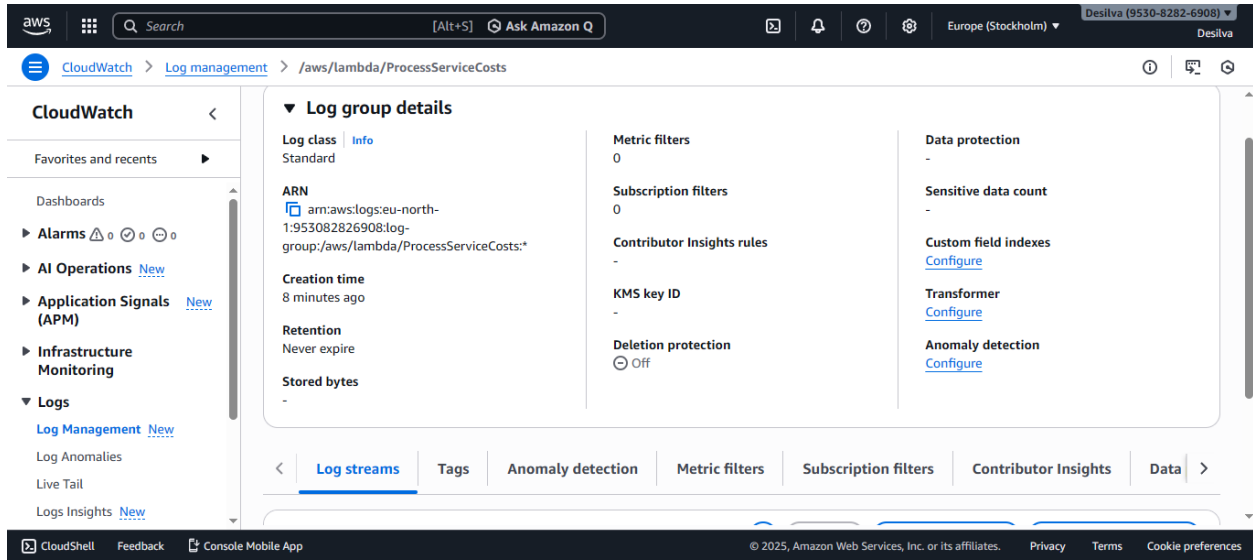 aws
Search
[Alt+S]
Ask Amazon Q
Europe (Stockholm) ▼
Desilva (9530-8282-6908) ▼
Desilva
CloudWatch > Log management > /aws/lambda/ProcessServiceCosts
CloudWatch
Favorites and recents
Dashboards
Alarms 0 0 0
AI Operations New
Application Signals New
(APM)
Infrastructure
Monitoring
Logs
Log Management New
Log Anomalies
Live Tail
Logs Insights New
Log group details
Log class Info
Standard
ARN
arn:aws:logs:eu-north-
1:953082826908:log-
group:/aws/lambda/ProcessServiceCosts:*
Creation time
8 minutes ago
Retention
Never expire
Stored bytes
-
Metric filters
0
Subscription filters
0
Contributor Insights rules
-
KMS key ID
-
Deletion protection
Off
Data protection
-
Sensitive data count
-
Custom field indexes
Configure
Transformer
Configure
Anomaly detection
Configure
Log streams
Tags
Anomaly detection
Metric filters
Subscription filters
Contributor Insights
Data
CloudShell
Feedback
Console Mobile App
© 2025, Amazon Web Services, Inc. or its affiliates.
Privacy
Terms
Cookie preferences